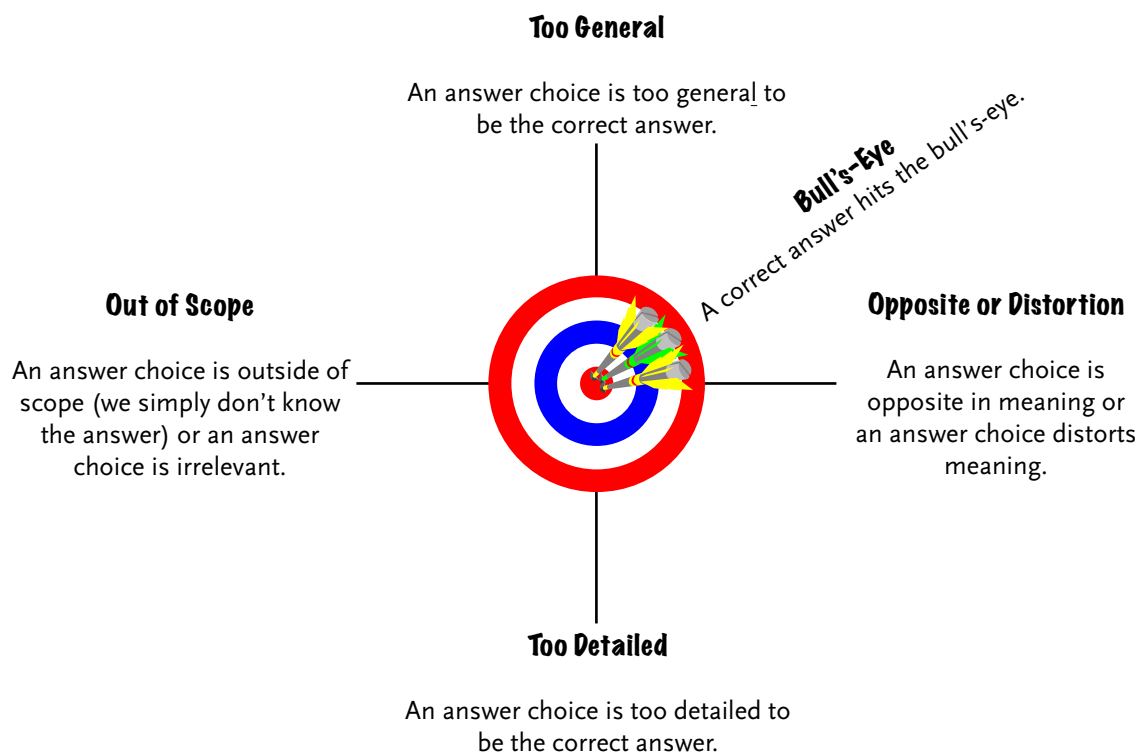 Too General
An answer choice is too general to
be the correct answer.
Bull's-Eye
A correct answer hits the bull's-eye.
Out of Scope
An answer choice is outside of
scope (we simply don't know
the answer) or an answer
choice is irrelevant.
Opposite or Distortion
An answer choice is
opposite in meaning or
an answer choice distorts
meaning.
Too Detailed
An answer choice is too detailed to
be the correct answer.